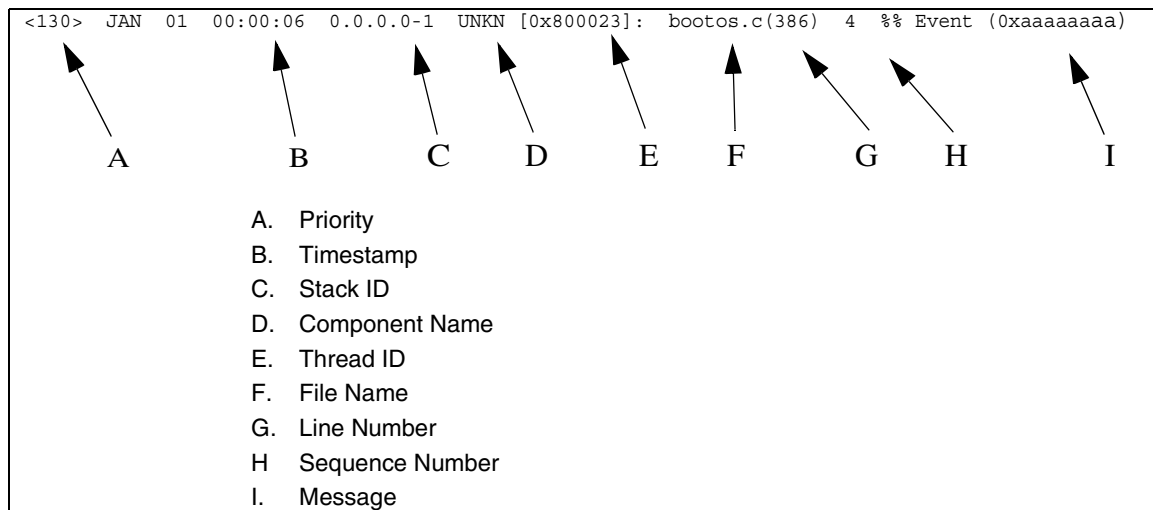 <130> JAN 01 00:00:06 0.0.0.0-1 UNKN [0x800023]: bootos.c(386) 4 %% Event (0xaaaaaaaa)
A B C D E F G H I
A. Priority
B. Timestamp
C. Stack ID
D. Component Name
E. Thread ID
F. File Name
G. Line Number
H Sequence Number
I. Message